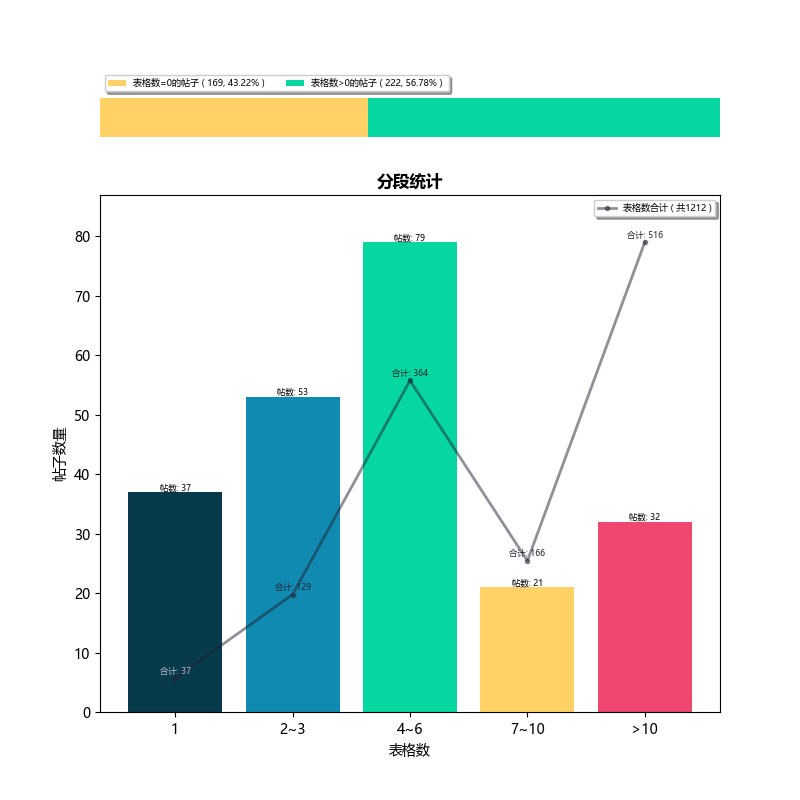 表格数=0的帖子 ( 169, 43.22% )
表格数>0的帖子 ( 222, 56.78% )
分段统计
表格数合计 ( 共1212 )
80
70
60
50
40
30
20
10
0
帖子数量
帖数: 37
帖数: 53
帖数: 79
帖数: 21
帖数: 32
合计: 37
合计: 129
合计: 364
合计: 166
合计: 516
1
2~3
4~6
7~10
>10
表格数